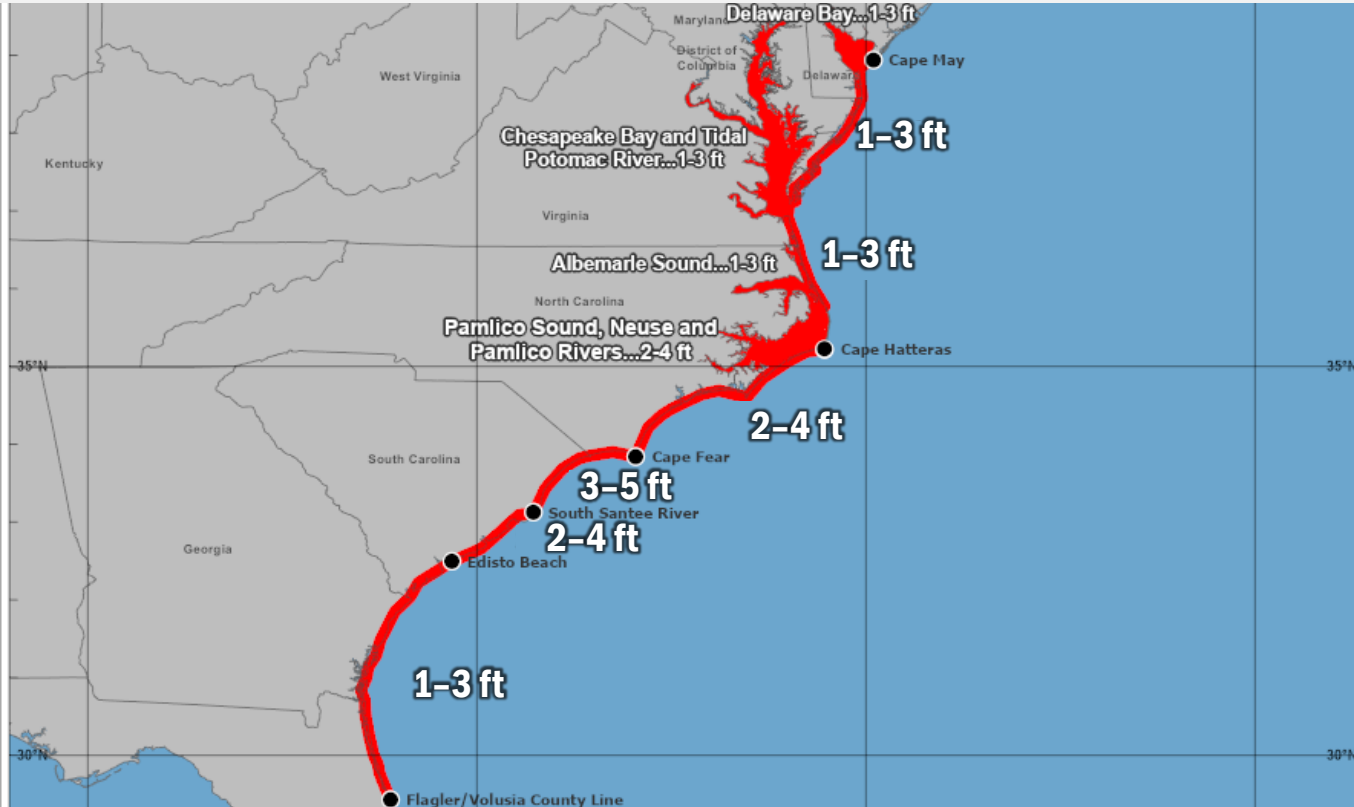 Delaware Bay...1-3 ft
Maryland
District of
Columbia
Cape May
West Virginia
Delaware
Chesapeake Bay and Tidal
Potomac River...1-3 ft
1–3 ft
Kentucky
Virginia
1–3 ft
Albemarle Sound...1-3 ft
North Carolina
Pamlico Sound, Neuse and
Pamlico Rivers...2-4 ft
Cape Hatteras
35°N
35°N
2–4 ft
South Carolina
Cape Fear
3–5 ft
South Santee River
2–4 ft
Georgia
Edisto Beach
1–3 ft
30°N
30°N
Flagler/Volusia County Line